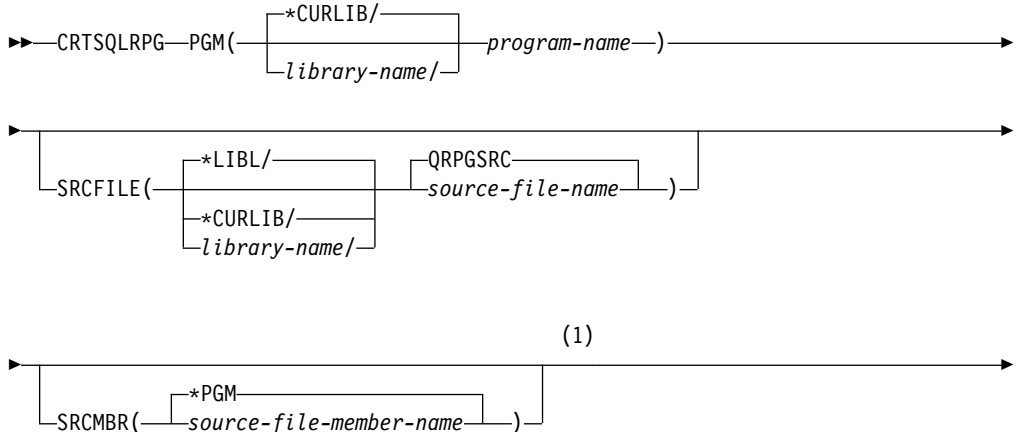 *CURLIB/
CRTSQLRPG PGM( program-name )
library-name/
*LIBL/ QRPGSRC
SRCFILE( source-file-name )
*CURLIB/
library-name/
(1)
*PGM
SRCMBR( source-file-member-name )